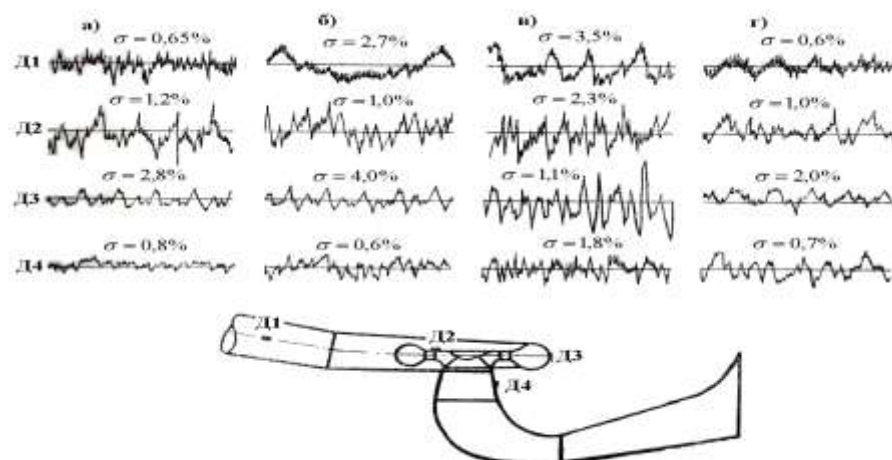 а) б) в) г)
σ = 0,65% σ = 2,7% σ = 3,5% σ = 0,6%
Д1
σ = 1,2% σ = 1,0% σ = 2,3% σ = 1,0%
Д2
σ = 2,8% σ = 4,0% σ = 1,1% σ = 2,0%
Д3
σ = 0,8% σ = 0,6% σ = 1,8% σ = 0,7%
Д4
Д1
Д2
Д3
Д4